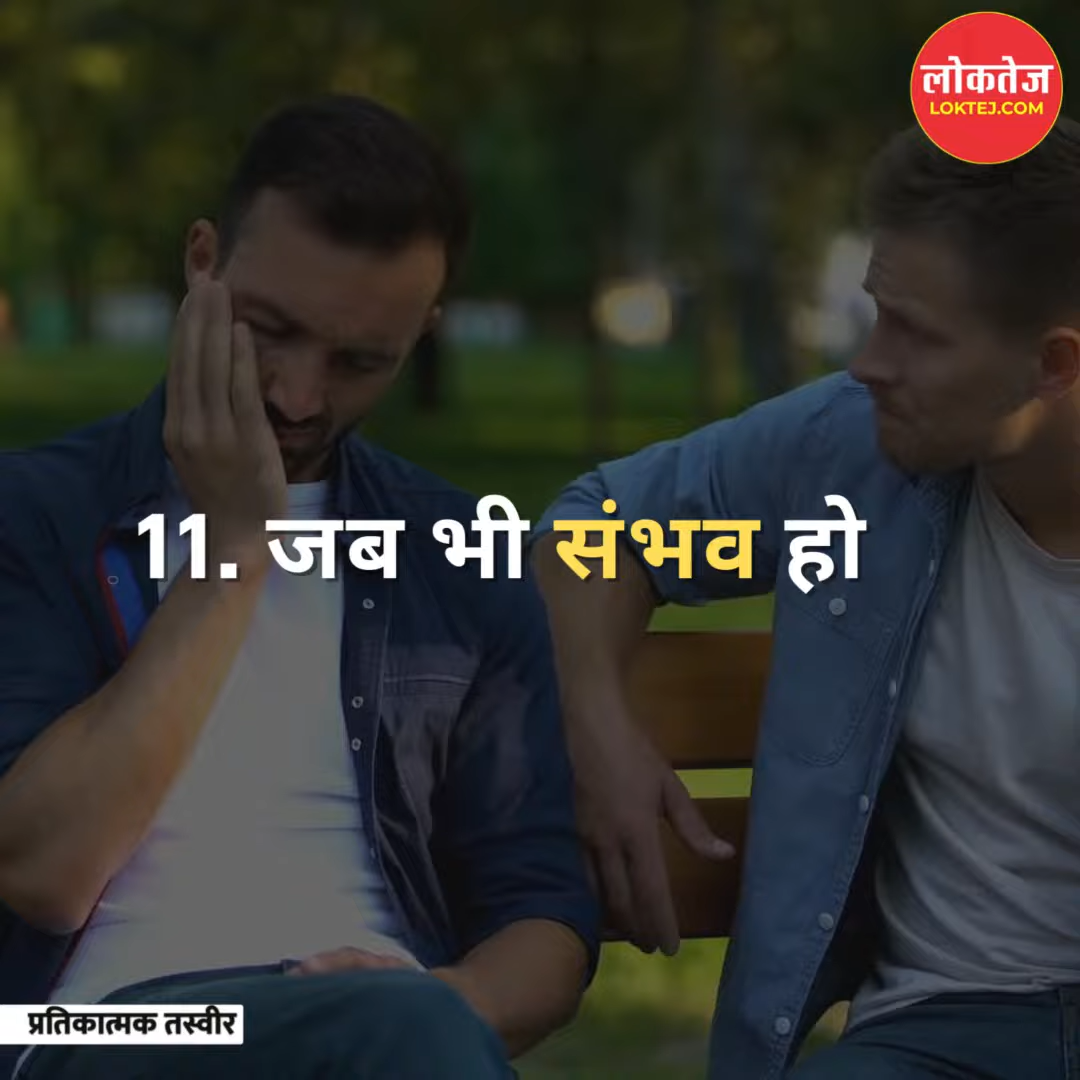 लोकतेज
LOKTEJ.COM
11. जब भी संभव हो
प्रतिकात्मक तस्वीर